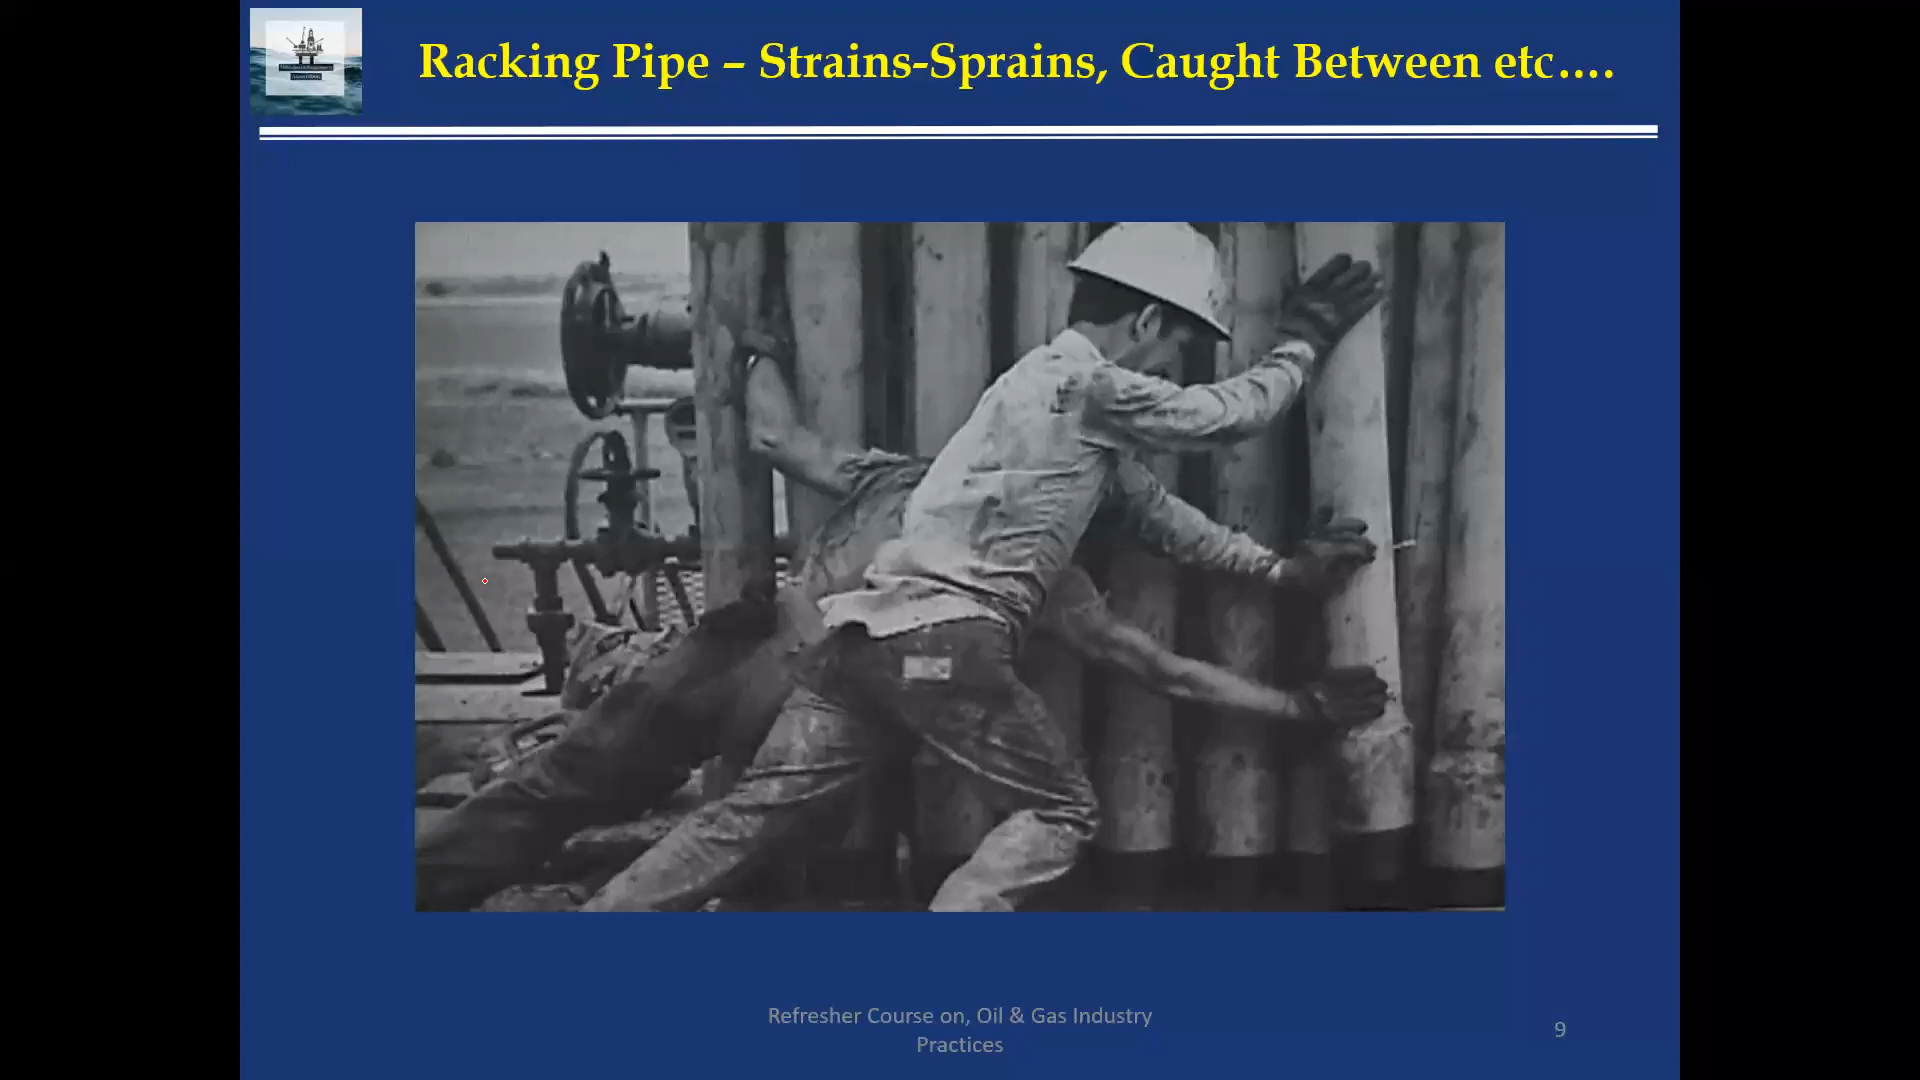 Racking Pipe – Strains-Sprains, Caught Between etc….
Refresher Course on, Oil & Gas Industry
Practices
9